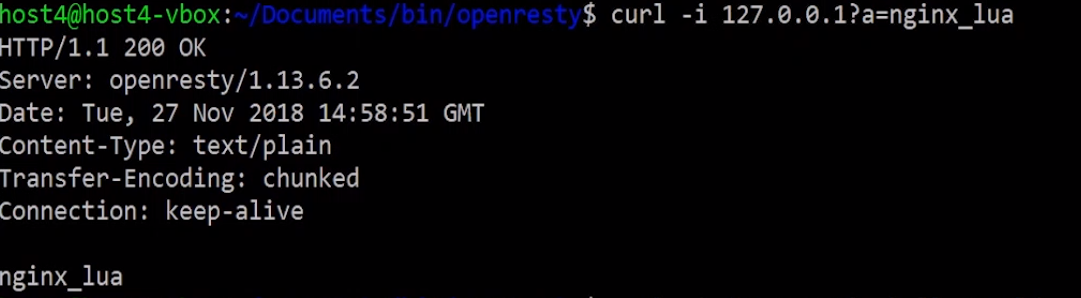 host4@host4-vbox:~/Documents/bin/openresty$ curl -i 127.0.0.1?a=nginx_lua
HTTP/1.1 200 OK
Server: openresty/1.13.6.2
Date: Tue, 27 Nov 2018 14:58:51 GMT
Content-Type: text/plain
Transfer-Encoding: chunked
Connection: keep-alive

nginx_lua